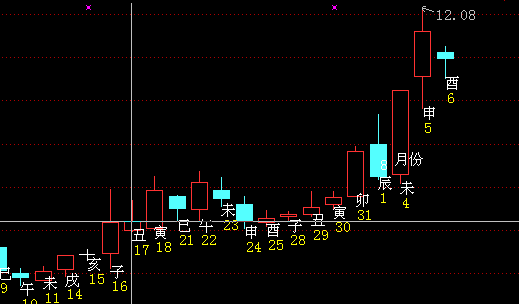 12.08
酉
6
申
5
8
月份
辰
1
未
4
卯
31
寅
30
丑
29
子
28
酉
25
申
24
未
23
午
22
巳
21
寅
18
丑
17
子
16
亥
15
戌
14
未
11
午
10
巳
9